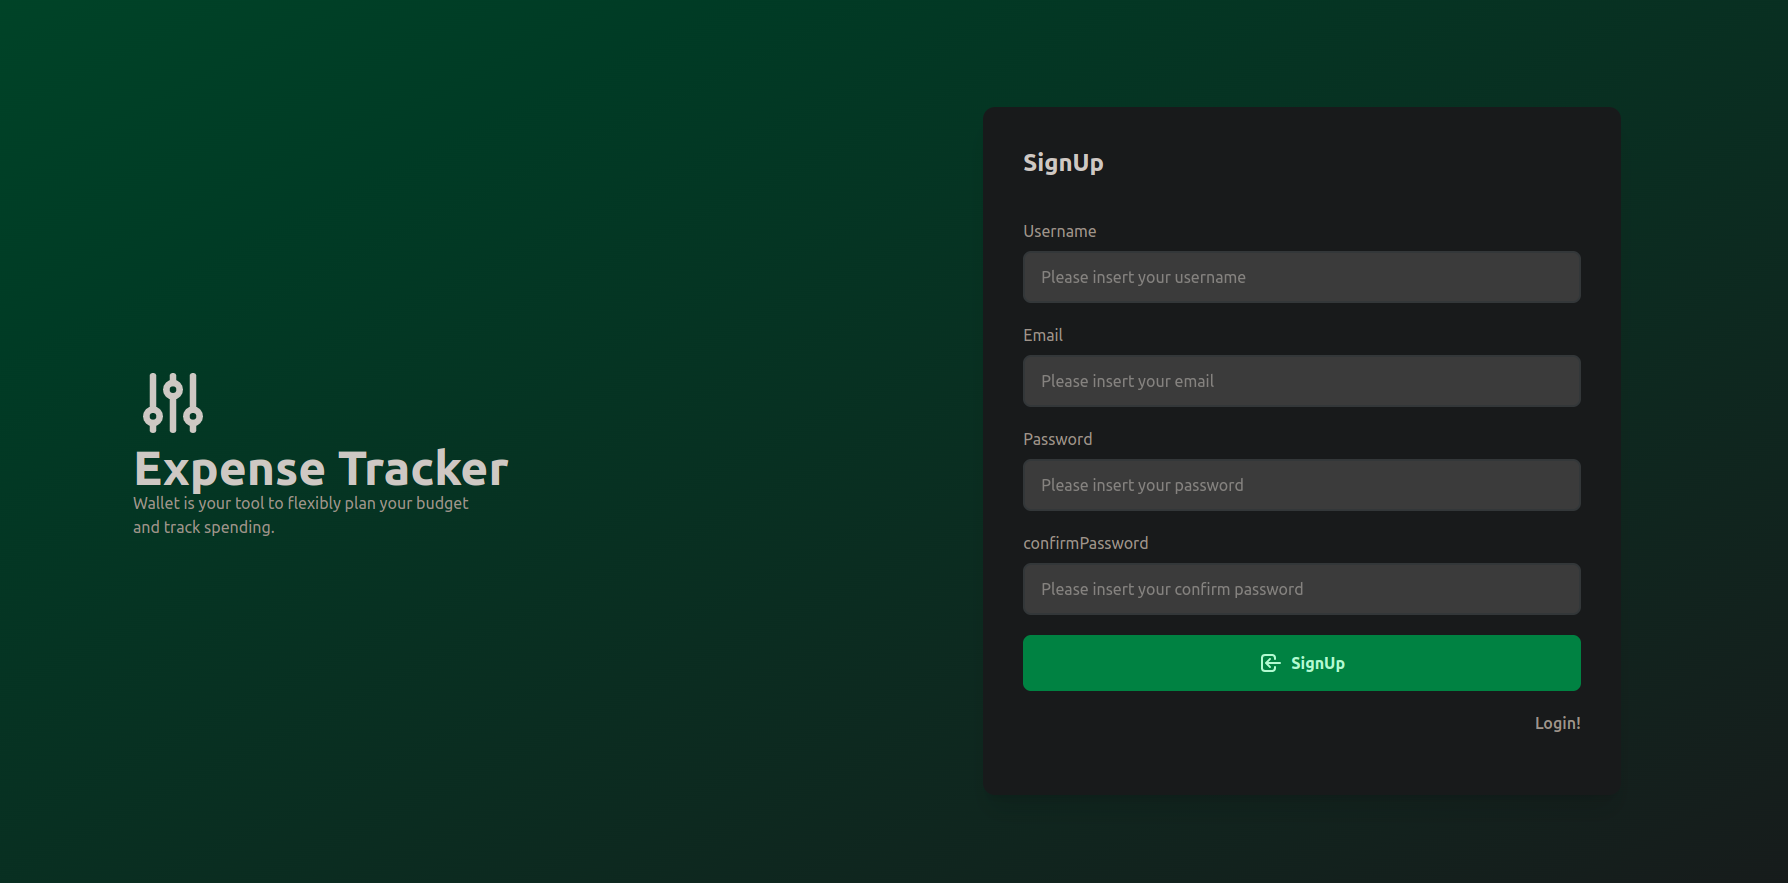 Expense Tracker
Wallet is your tool to flexibly plan your budget
and track spending.
SignUp
Username
Please insert your username
Email
Please insert your email
Password
Please insert your password
confirmPassword
Please insert your confirm password
SignUp
Login!